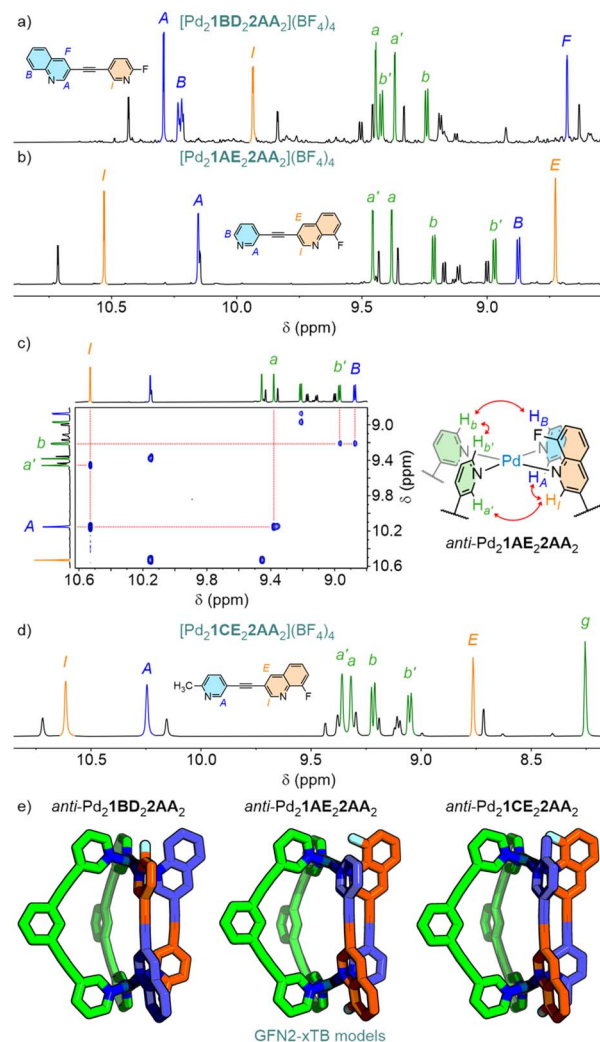 a) [Pd₂1BD₂2AA₂](BF₄)₄
A
I
a
a'
B
b'
b
F
F
B
N
A
I
N
F
b) [Pd₂1AE₂2AA₂](BF₄)₄
I
A
a'
a
b
b'
B
E
B
N
A
E
I
N
F
10.5 10.0 9.5 9.0
δ (ppm)
c)
I
a
b'
B
b
a'
A
9.0
9.4
9.8
10.2
10.6
δ (ppm)
10.6 10.2 9.8 9.4 9.0
δ (ppm)
Hb
HB
Hb'
F
N
Pd
N
HA
HI
Ha'
anti-Pd₂1AE₂2AA₂
d) [Pd₂1CE₂2AA₂](BF₄)₄
I
A
a'
a
b
b'
E
g
H₃C
N
A
E
I
N
F
10.5 10.0 9.5 9.0 8.5
δ (ppm)
e) anti-Pd₂1BD₂2AA₂ anti-Pd₂1AE₂2AA₂ anti-Pd₂1CE₂2AA₂
GFN2-xTB models